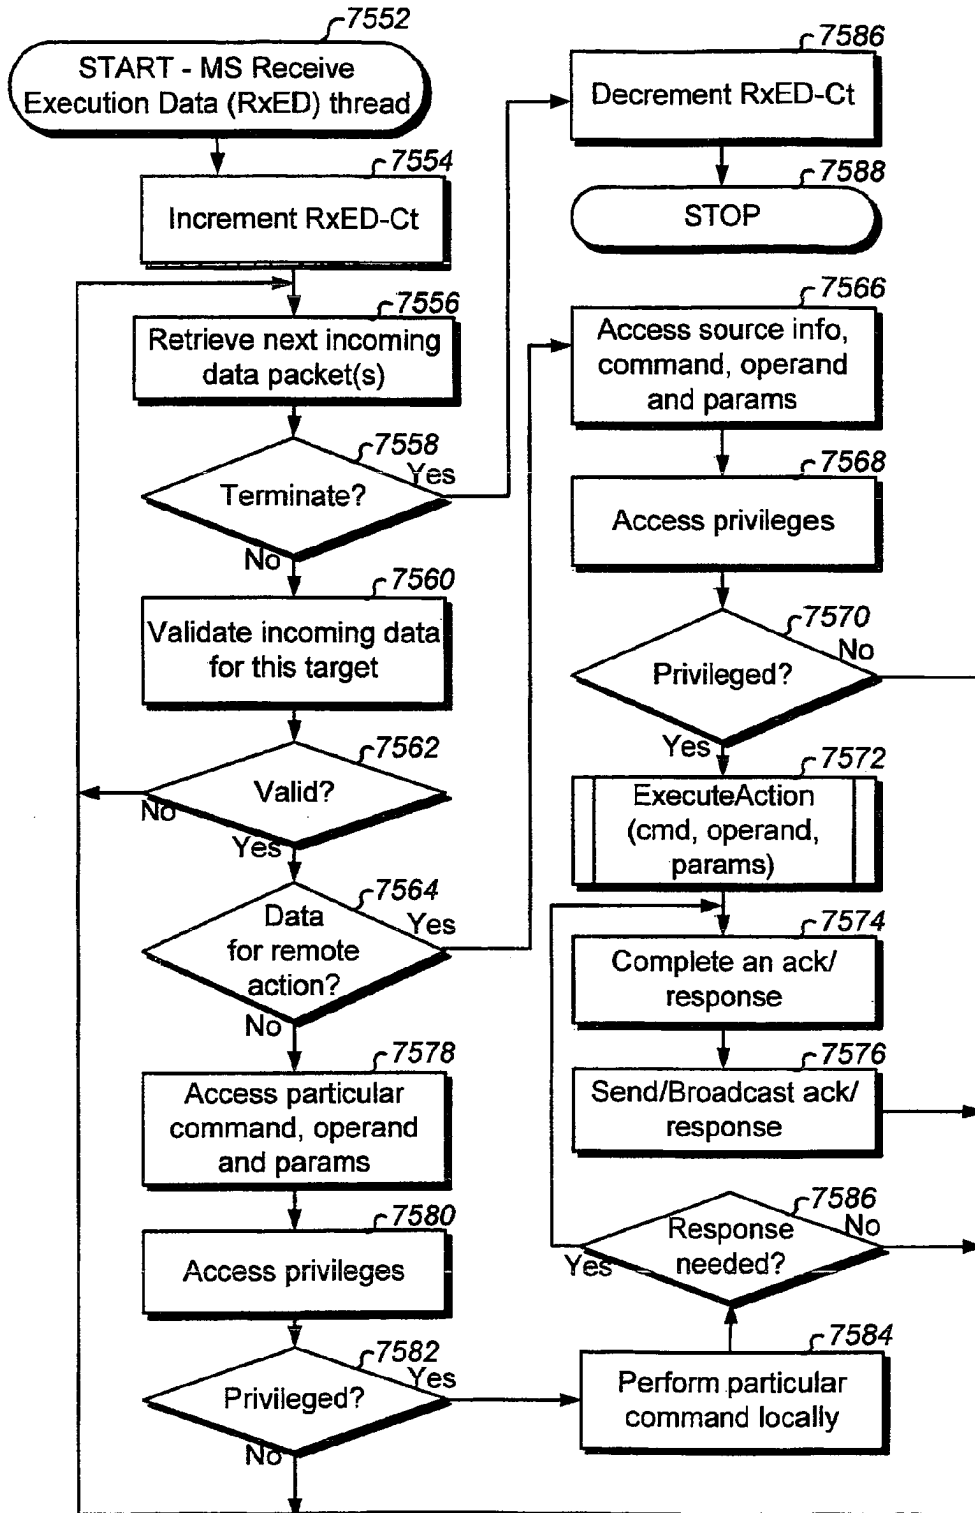 7552
START - MS Receive
Execution Data (RxED) thread
7554
Increment RxED-Ct
7556
Retrieve next incoming
data packet(s)
7558
Terminate?
Yes
No
7560
Validate incoming data
for this target
7562
Valid?
No
Yes
7564
Data
for remote
action?
Yes
No
7578
Access particular
command, operand
and params
7580
Access privileges
7582
Privileged?
Yes
No
7586
Decrement RxED-Ct
7588
STOP
7566
Access source info,
command, operand
and params
7568
Access privileges
7570
Privileged?
No
Yes
7572
ExecuteAction
(cmd, operand,
params)
7574
Complete an ack/
response
7576
Send/Broadcast ack/
response
7586
Response
needed?
No
Yes
7584
Perform particular
command locally